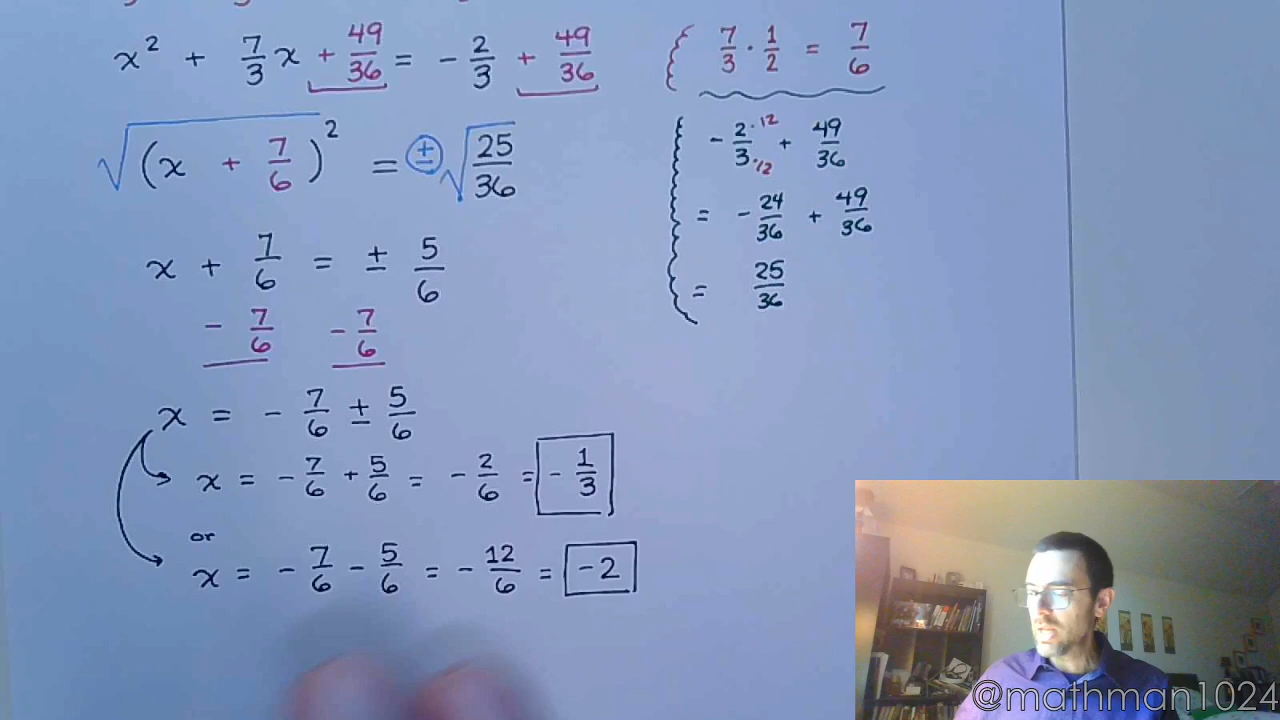 x² + 7/3 x + 49/36 = - 2/3 + 49/36
√(x + 7/6)² = ± √25/36
x + 7/6 = ± 5/6
- 7/6 - 7/6
x = - 7/6 ± 5/6
x = - 7/6 + 5/6 = - 2/6 = - 1/3
or
x = - 7/6 - 5/6 = - 12/6 = -2
7/3 · 1/2 = 7/6
- 2·12/3·12 + 49/36
= - 24/36 + 49/36
= 25/36
@mathman1024